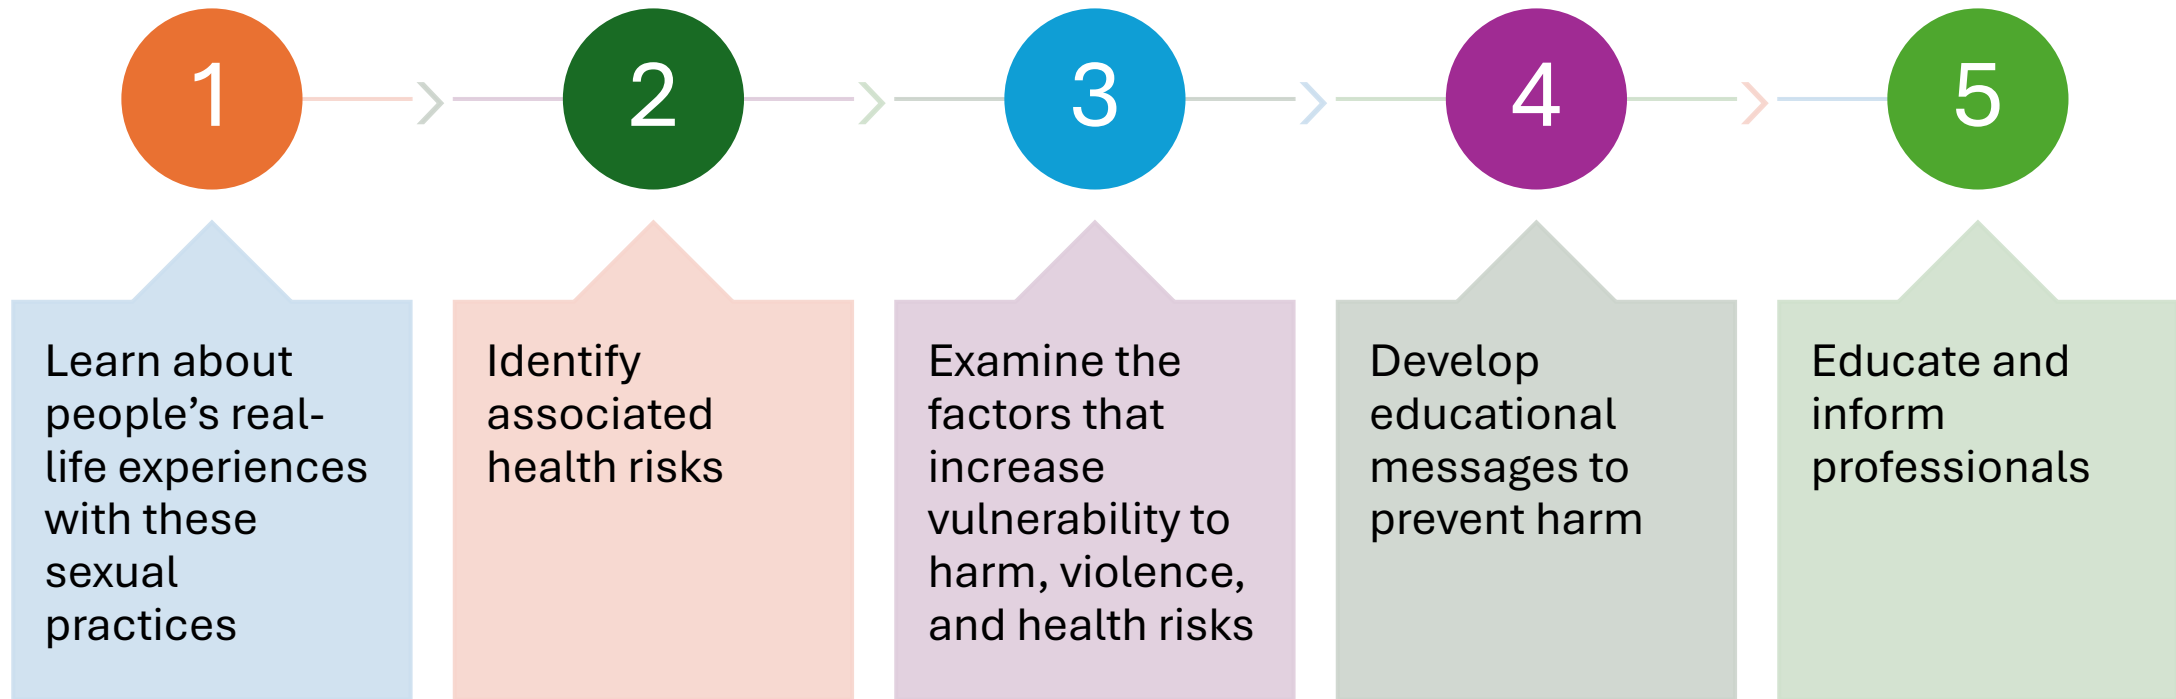 1
2
3
4
5
Learn about
people’s real-
life experiences
with these
sexual
practices
Identify
associated
health risks
Examine the
factors that
increase
vulnerability to
harm, violence,
and health risks
Develop
educational
messages to
prevent harm
Educate and
inform
professionals